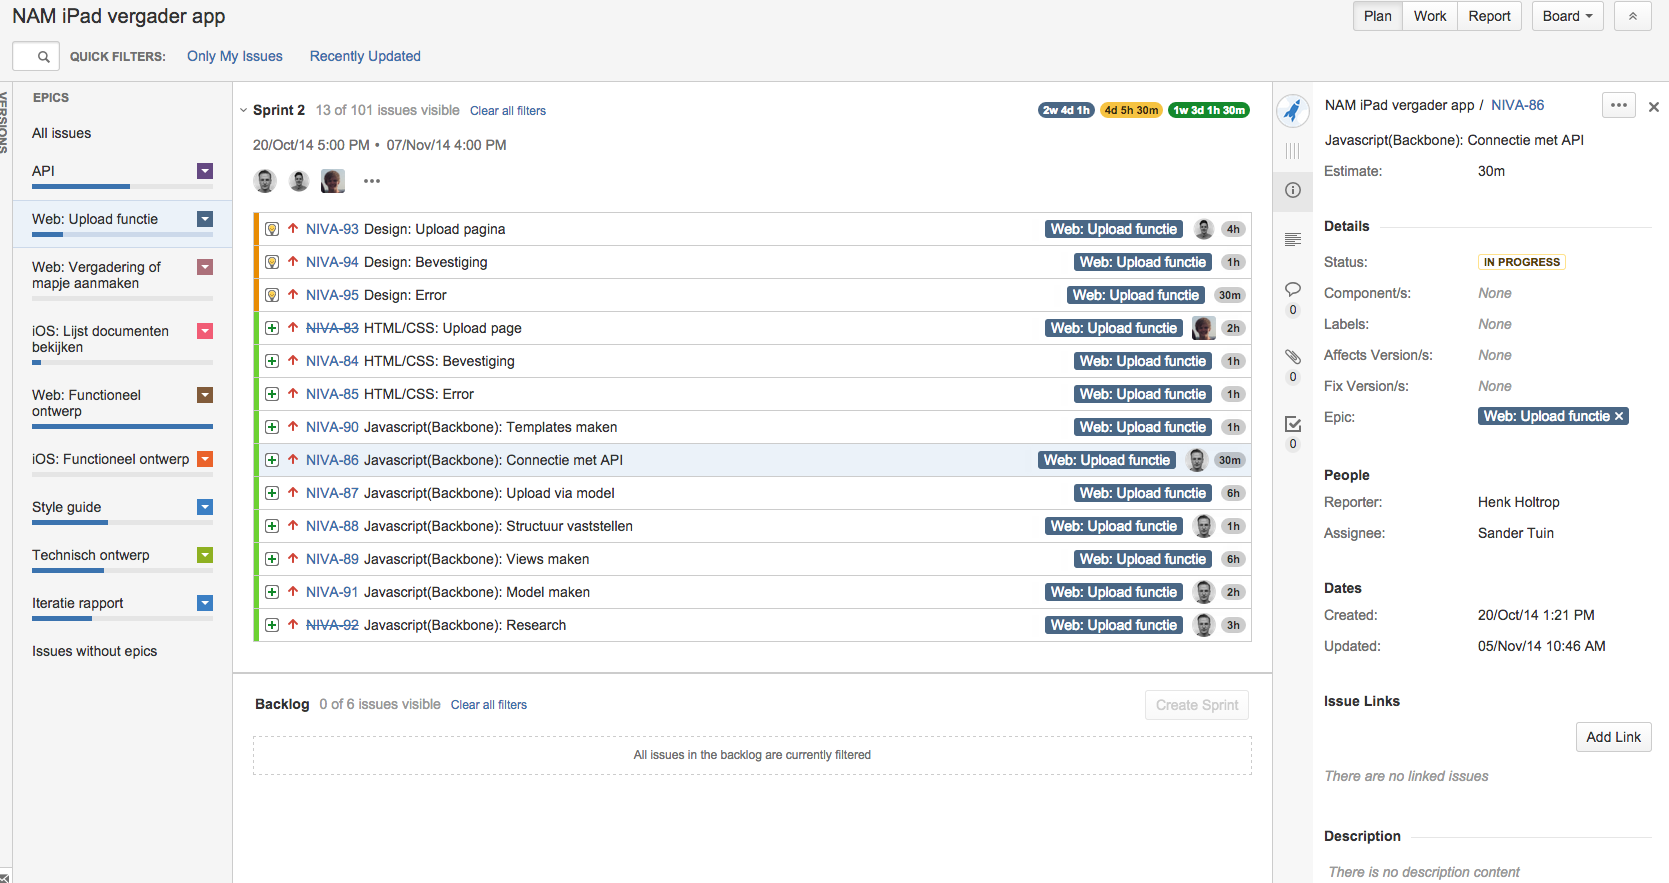 NAM iPad vergader app
Plan Work Report Board
QUICK FILTERS: Only My Issues Recently Updated
VERSIONS
EPICS
All issues
API
Web: Upload functie
Web: Vergadering of
mapje aanmaken
iOS: Lijst documenten
bekijken
Web: Functioneel
ontwerp
iOS: Functioneel ontwerp
Style guide
Technisch ontwerp
Iteratie rapport
Issues without epics
Sprint 2 13 of 101 issues visible Clear all filters 2w 4d 1h 4d 5h 30m 1w 3d 1h 30m
20/Oct/14 5:00 PM • 07/Nov/14 4:00 PM
NIVA-93 Design: Upload pagina Web: Upload functie 4h
NIVA-94 Design: Bevestiging Web: Upload functie 1h
NIVA-95 Design: Error Web: Upload functie 30m
NIVA-83 HTML/CSS: Upload page Web: Upload functie 2h
NIVA-84 HTML/CSS: Bevestiging Web: Upload functie 1h
NIVA-85 HTML/CSS: Error Web: Upload functie 1h
NIVA-90 Javascript(Backbone): Templates maken Web: Upload functie 1h
NIVA-86 Javascript(Backbone): Connectie met API Web: Upload functie 30m
NIVA-87 Javascript(Backbone): Upload via model Web: Upload functie 6h
NIVA-88 Javascript(Backbone): Structuur vaststellen Web: Upload functie 1h
NIVA-89 Javascript(Backbone): Views maken Web: Upload functie 6h
NIVA-91 Javascript(Backbone): Model maken Web: Upload functie 2h
NIVA-92 Javascript(Backbone): Research Web: Upload functie 3h
Backlog 0 of 6 issues visible Clear all filters Create Sprint
All issues in the backlog are currently filtered
0
0
0
NAM iPad vergader app / NIVA-86
Javascript(Backbone): Connectie met API
Estimate: 30m
Details
Status: IN PROGRESS
Component/s: None
Labels: None
Affects Version/s: None
Fix Version/s: None
Epic: Web: Upload functie
People
Reporter: Henk Holtrop
Assignee: Sander Tuin
Dates
Created: 20/Oct/14 1:21 PM
Updated: 05/Nov/14 10:46 AM
Issue Links
Add Link
There are no linked issues
Description
There is no description content